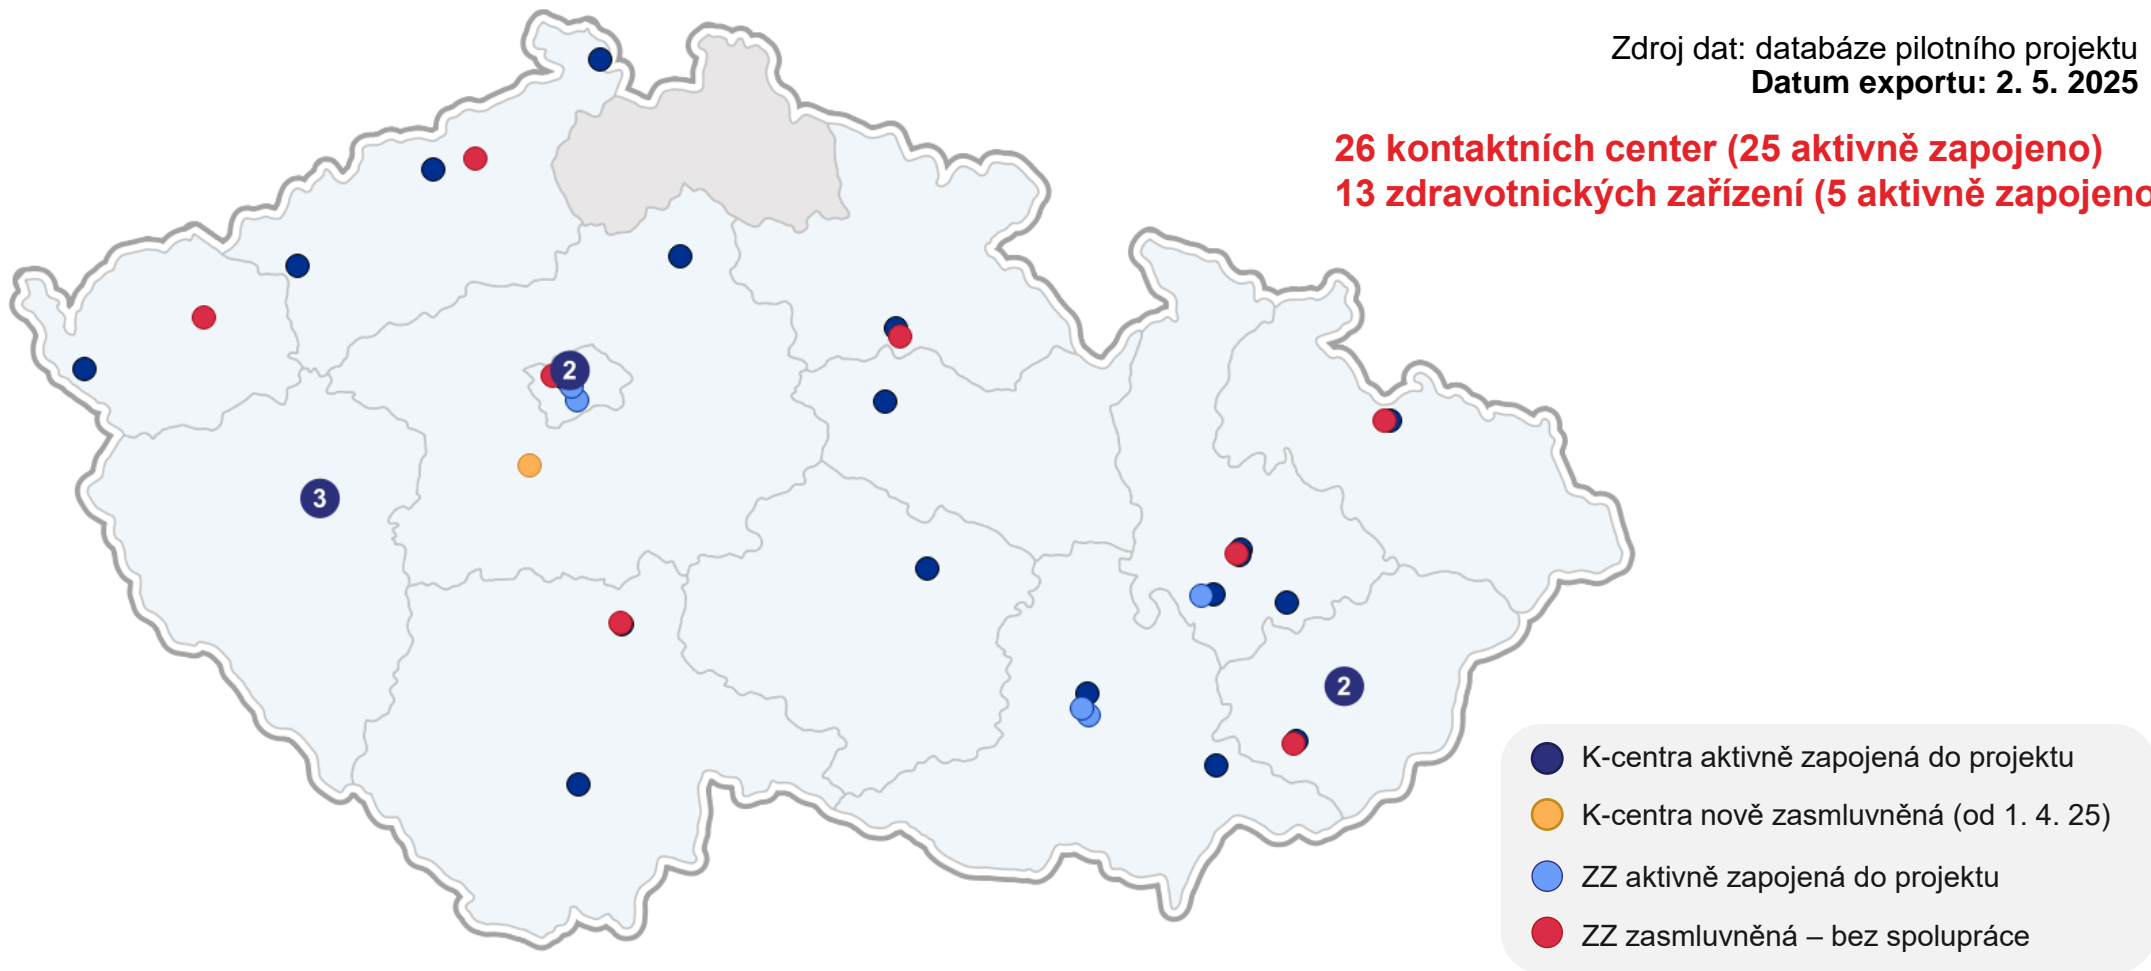 Zdroj dat: databáze pilotního projektu
Datum exportu: 2. 5. 2025
26 kontaktních center (25 aktivně zapojeno)
13 zdravotnických zařízení (5 aktivně zapojeno
2
3
2
K-centra aktivně zapojená do projektu
K-centra nově zasmluvněná (od 1. 4. 25)
ZZ aktivně zapojená do projektu
ZZ zasmluvněná – bez spolupráce